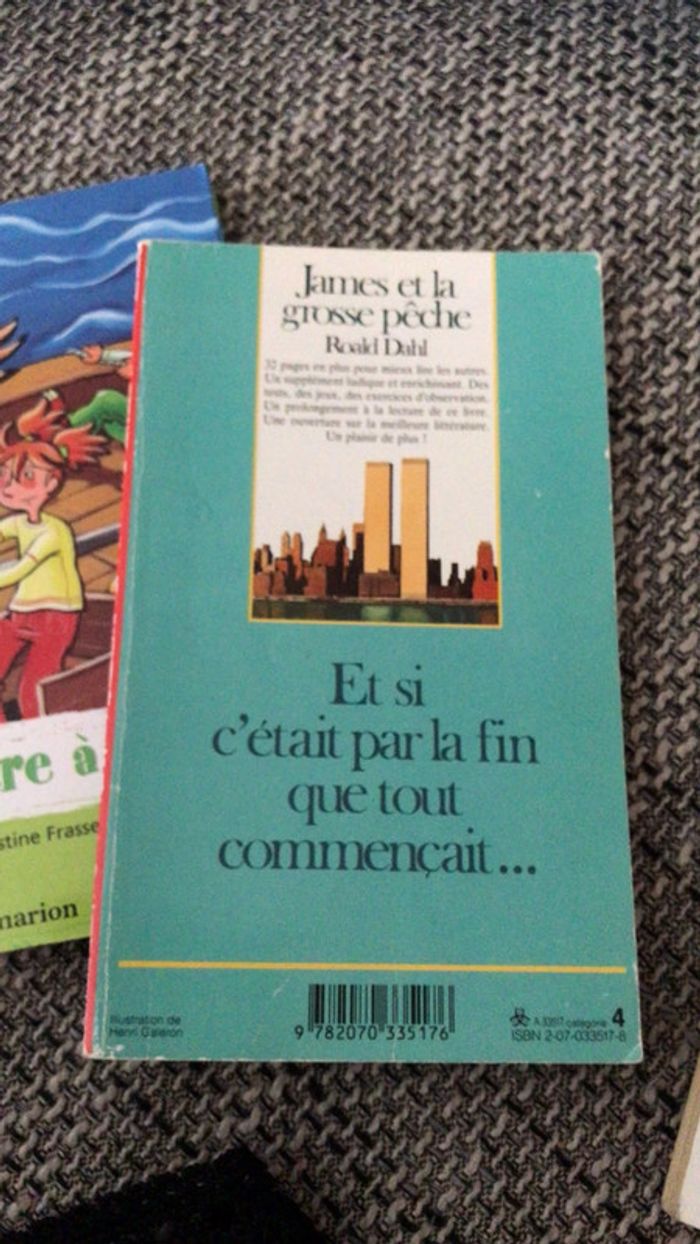 James et la
grosse pêche
Roald Dahl
32 pages en plus pour mieux lire les autres.
Un supplément ludique et enrichissant. Des
tests, des jeux, des exercices d'observation.
Un prolongement à la lecture de ce livre.
Une ouverture sur la meilleure littérature.
Un plaisir de plus !
Et si
c'était par la fin
que tout
commençait...
Illustration de
Henri Galeron
9 782070 335176
A 33517 catégorie 4
ISBN 2-07-033517-8
re à
stine Frasse
marion